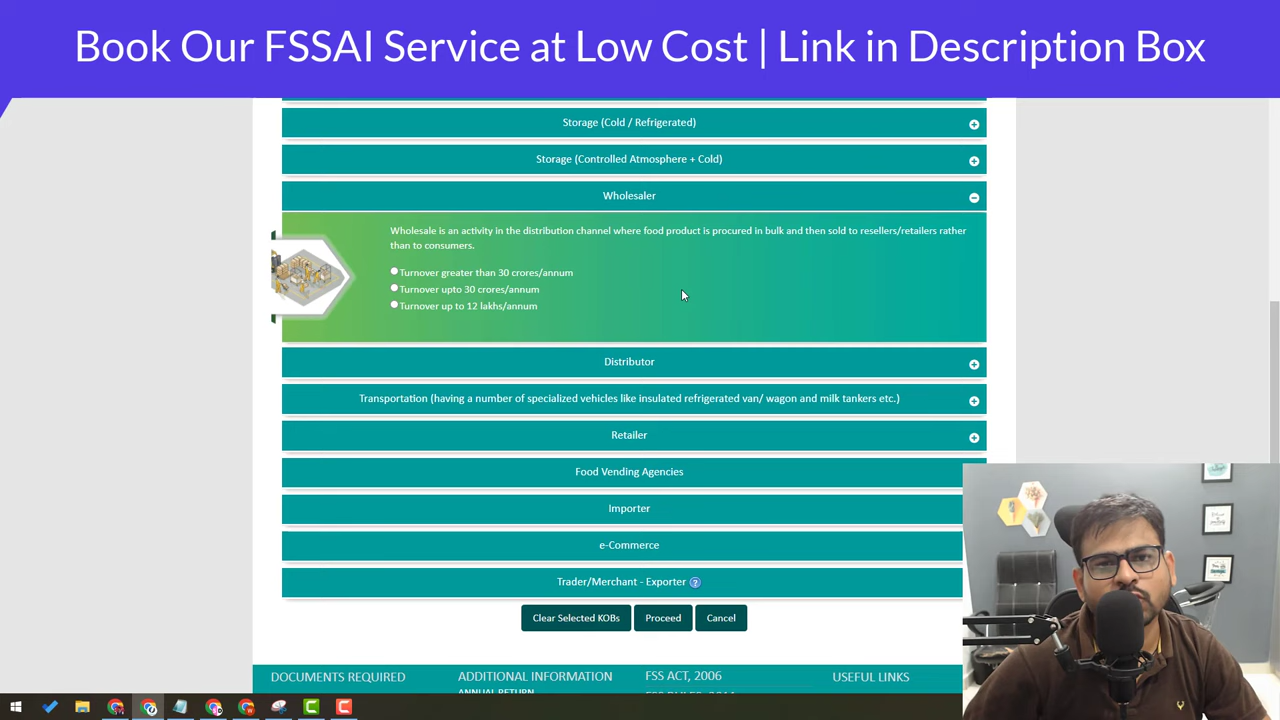 Book Our FSSAI Service at Low Cost | Link in Description Box
Storage (Cold / Refrigerated)
Storage (Controlled Atmosphere + Cold)
Wholesaler
Wholesale is an activity in the distribution channel where food product is procured in bulk and then sold to resellers/retailers rather
than to consumers.
Turnover greater than 30 crores/annum
Turnover upto 30 crores/annum
Turnover up to 12 lakhs/annum
Distributor
Transportation (having a number of specialized vehicles like insulated refrigerated van/ wagon and milk tankers etc.)
Retailer
Food Vending Agencies
Importer
e-Commerce
Trader/Merchant - Exporter ?
Clear Selected KOBs Proceed Cancel
DOCUMENTS REQUIRED ADDITIONAL INFORMATION FSS ACT, 2006 USEFUL LINKS
ANNUAL RETURN